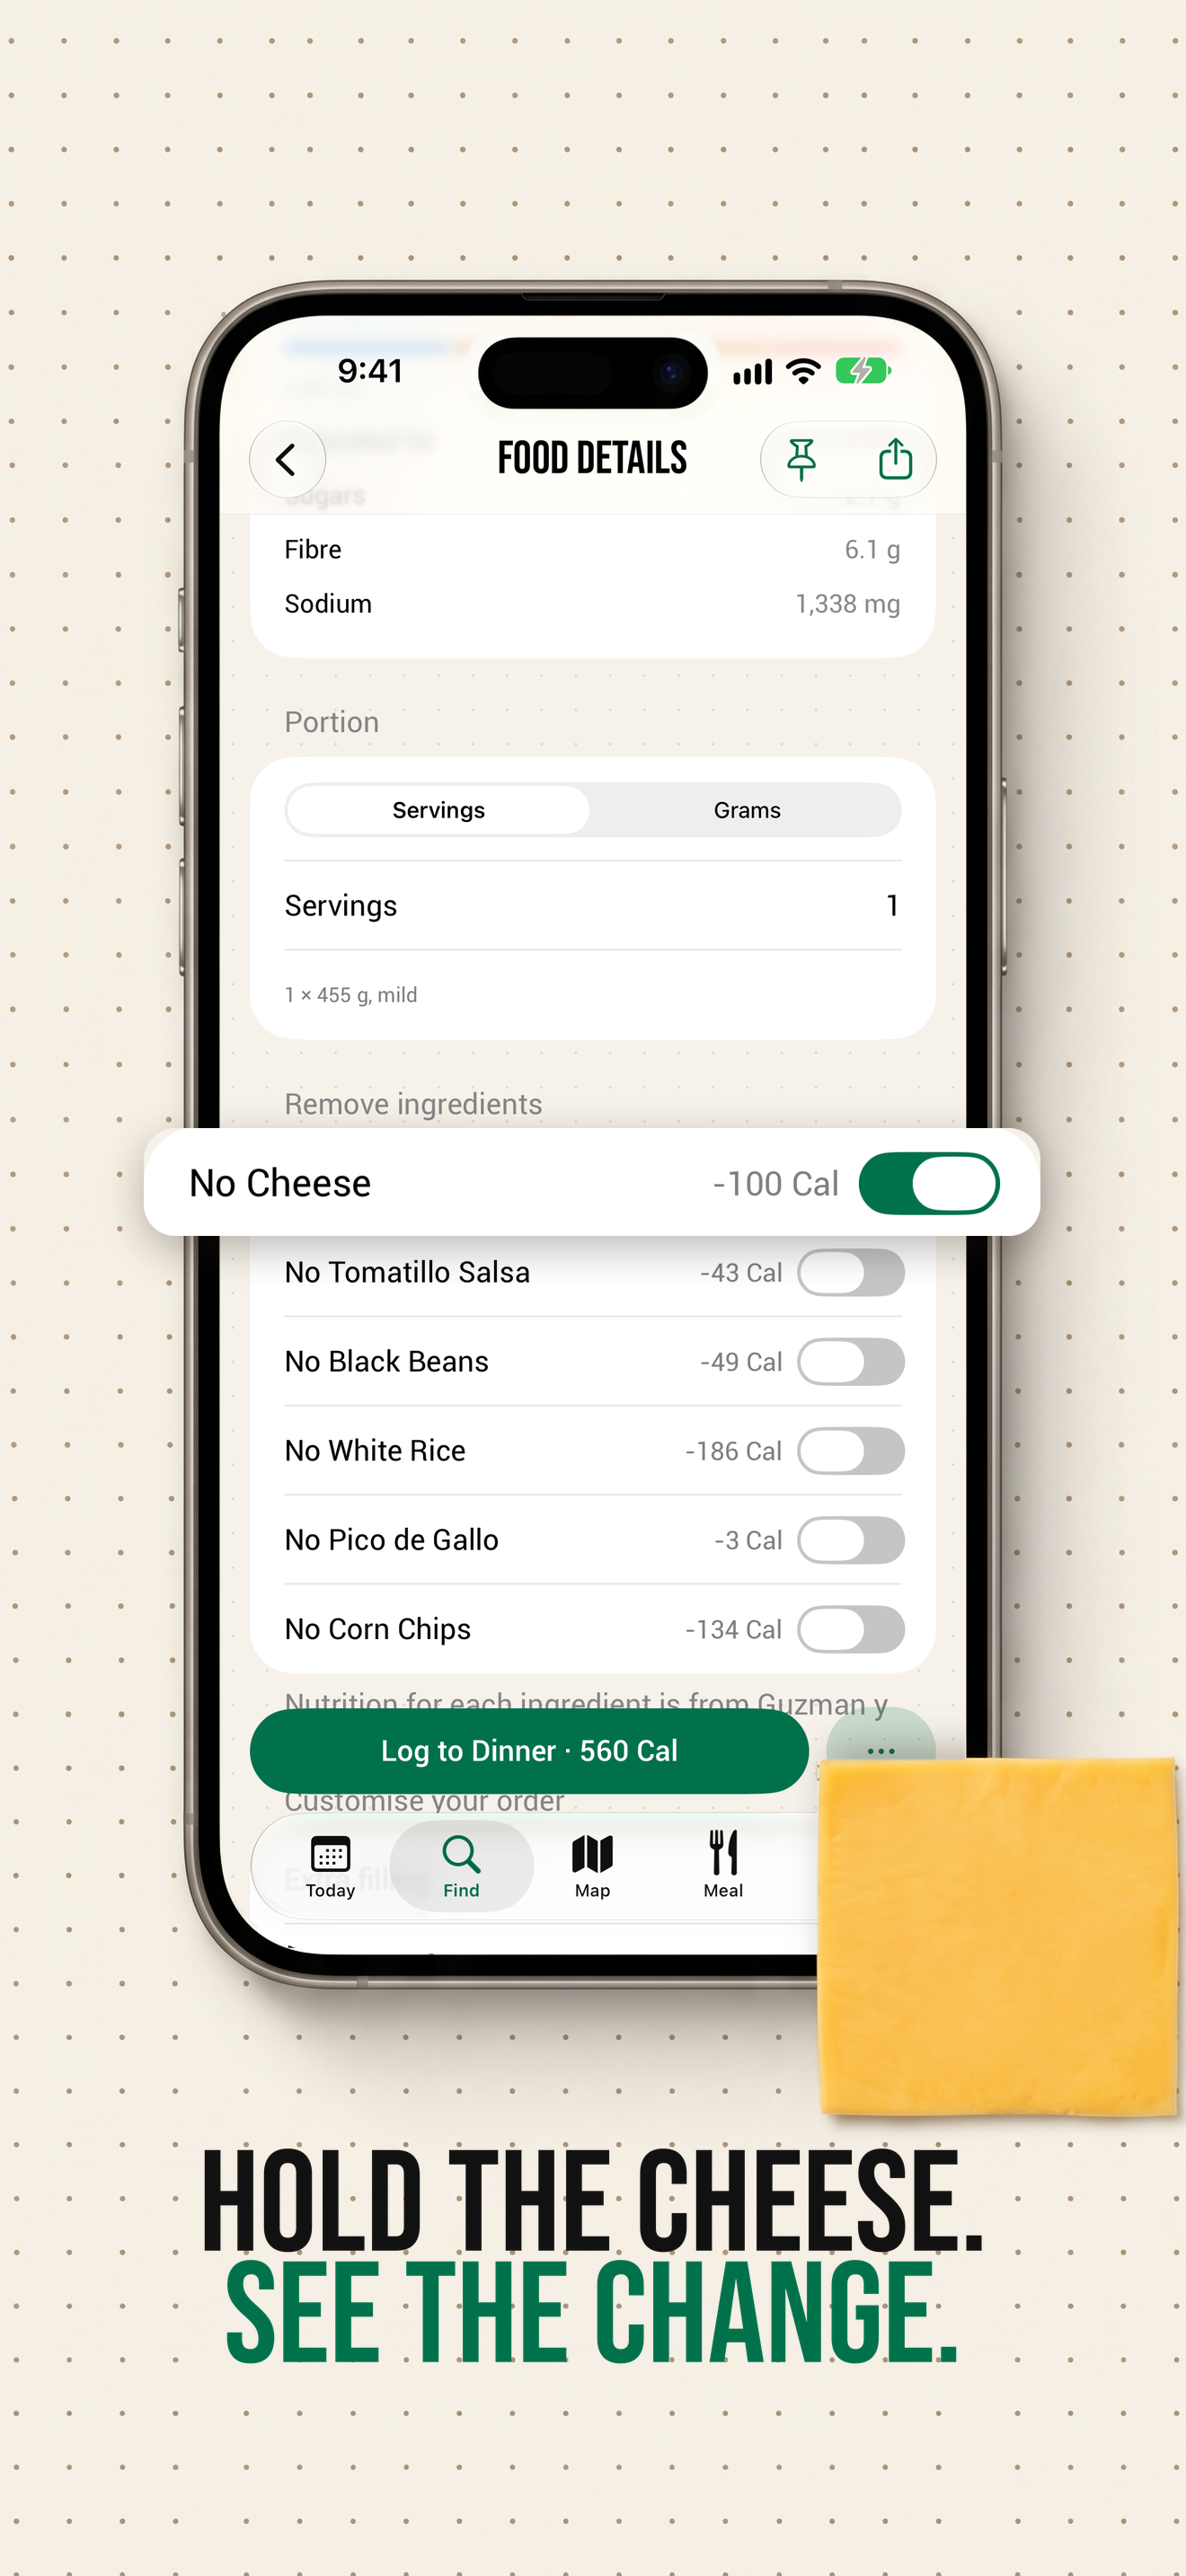 9:41
FOOD DETAILS
Sugars
Fibre 6.1 g
Sodium 1,338 mg
Portion
Servings Grams
Servings 1
1 × 455 g, mild
Remove ingredients
No Cheese -100 Cal
No Tomatillo Salsa -43 Cal
No Black Beans -49 Cal
No White Rice -186 Cal
No Pico de Gallo -3 Cal
No Corn Chips -134 Cal
Nutrition for each ingredient is from Guzman y
Log to Dinner · 560 Cal
Customise your order
Today Find Map Meal
HOLD THE CHEESE.
SEE THE CHANGE.